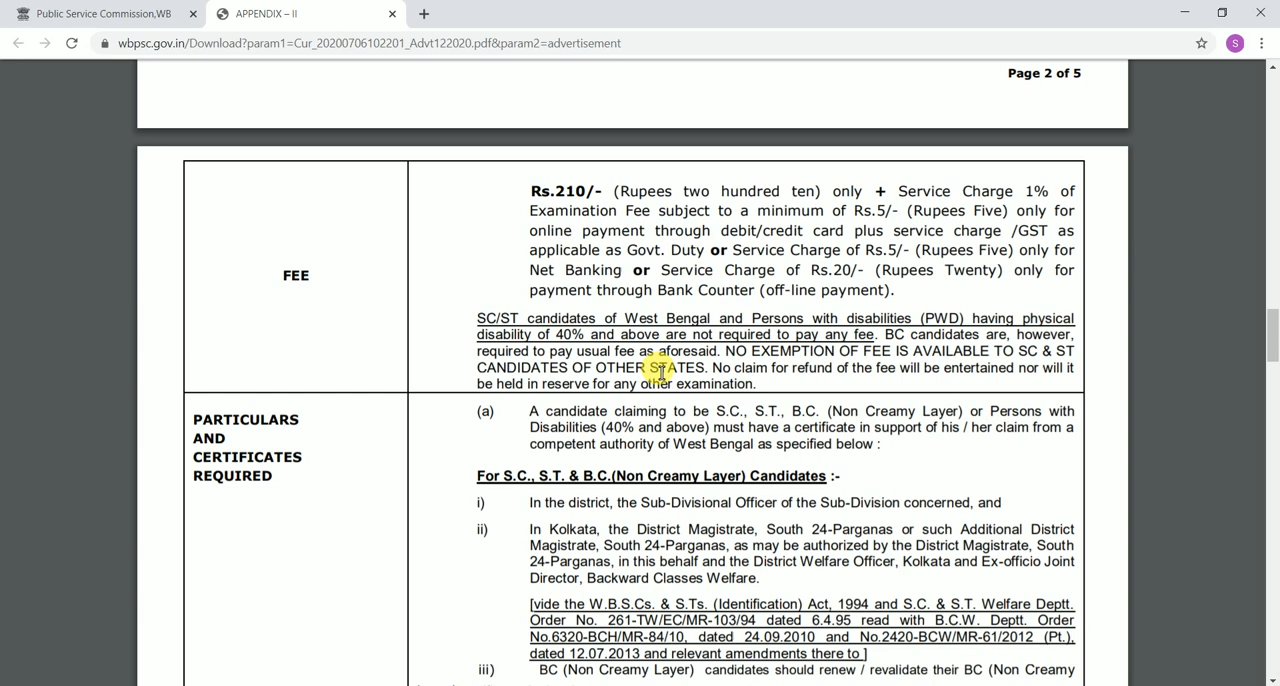 Public Service Commission,WB
APPENDIX – II
wbpsc.gov.in/Download?param1=Cur_20200706102201_Advt122020.pdf&param2=advertisement
S
Page 2 of 5
FEE
Rs.210/- (Rupees two hundred ten) only + Service Charge 1% of
Examination Fee subject to a minimum of Rs.5/- (Rupees Five) only for
online payment through debit/credit card plus service charge /GST as
applicable as Govt. Duty or Service Charge of Rs.5/- (Rupees Five) only for
Net Banking or Service Charge of Rs.20/- (Rupees Twenty) only for
payment through Bank Counter (off-line payment).
SC/ST candidates of West Bengal and Persons with disabilities (PWD) having physical
disability of 40% and above are not required to pay any fee. BC candidates are, however,
required to pay usual fee as aforesaid. NO EXEMPTION OF FEE IS AVAILABLE TO SC & ST
CANDIDATES OF OTHER STATES. No claim for refund of the fee will be entertained nor will it
be held in reserve for any other examination.
PARTICULARS
AND
CERTIFICATES
REQUIRED
(a) A candidate claiming to be S.C., S.T., B.C. (Non Creamy Layer) or Persons with
Disabilities (40% and above) must have a certificate in support of his / her claim from a
competent authority of West Bengal as specified below :
For S.C., S.T. & B.C.(Non Creamy Layer) Candidates :-
i) In the district, the Sub-Divisional Officer of the Sub-Division concerned, and
ii) In Kolkata, the District Magistrate, South 24-Parganas or such Additional District
Magistrate, South 24-Parganas, as may be authorized by the District Magistrate, South
24-Parganas, in this behalf and the District Welfare Officer, Kolkata and Ex-officio Joint
Director, Backward Classes Welfare.
[vide the W.B.S.Cs. & S.Ts. (Identification) Act, 1994 and S.C. & S.T. Welfare Deptt.
Order No. 261-TW/EC/MR-103/94 dated 6.4.95 read with B.C.W. Deptt. Order
No.6320-BCH/MR-84/10, dated 24.09.2010 and No.2420-BCW/MR-61/2012 (Pt.),
dated 12.07.2013 and relevant amendments there to ]
iii) BC (Non Creamy Layer) candidates should renew / revalidate their BC (Non Creamy